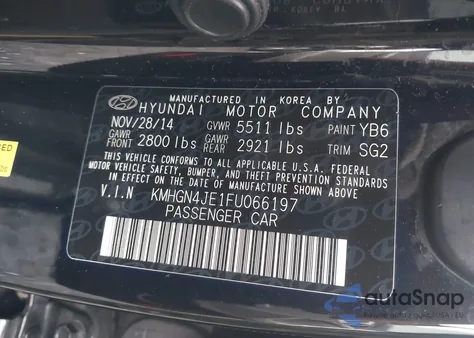 MANUFACTURED IN KOREA BY
HYUNDAI MOTOR COMPANY
NOV/28/14 GVWR 5511 lbs PAINT YB6
GAWR FRONT 2800 lbs GAWR REAR 2921 lbs TRIM SG2
THIS VEHICLE CONFORMS TO ALL APPLICABLE U.S.A. FEDERAL
MOTOR VEHICLE SAFETY, BUMPER, AND THEFT PREVENTION STANDARDS
IN EFFECT ON THE DATE OF MANUFACTURE SHOWN ABOVE.
V.I.N KMHGN4JE1FU066197
PASSENGER CAR
autaSnap